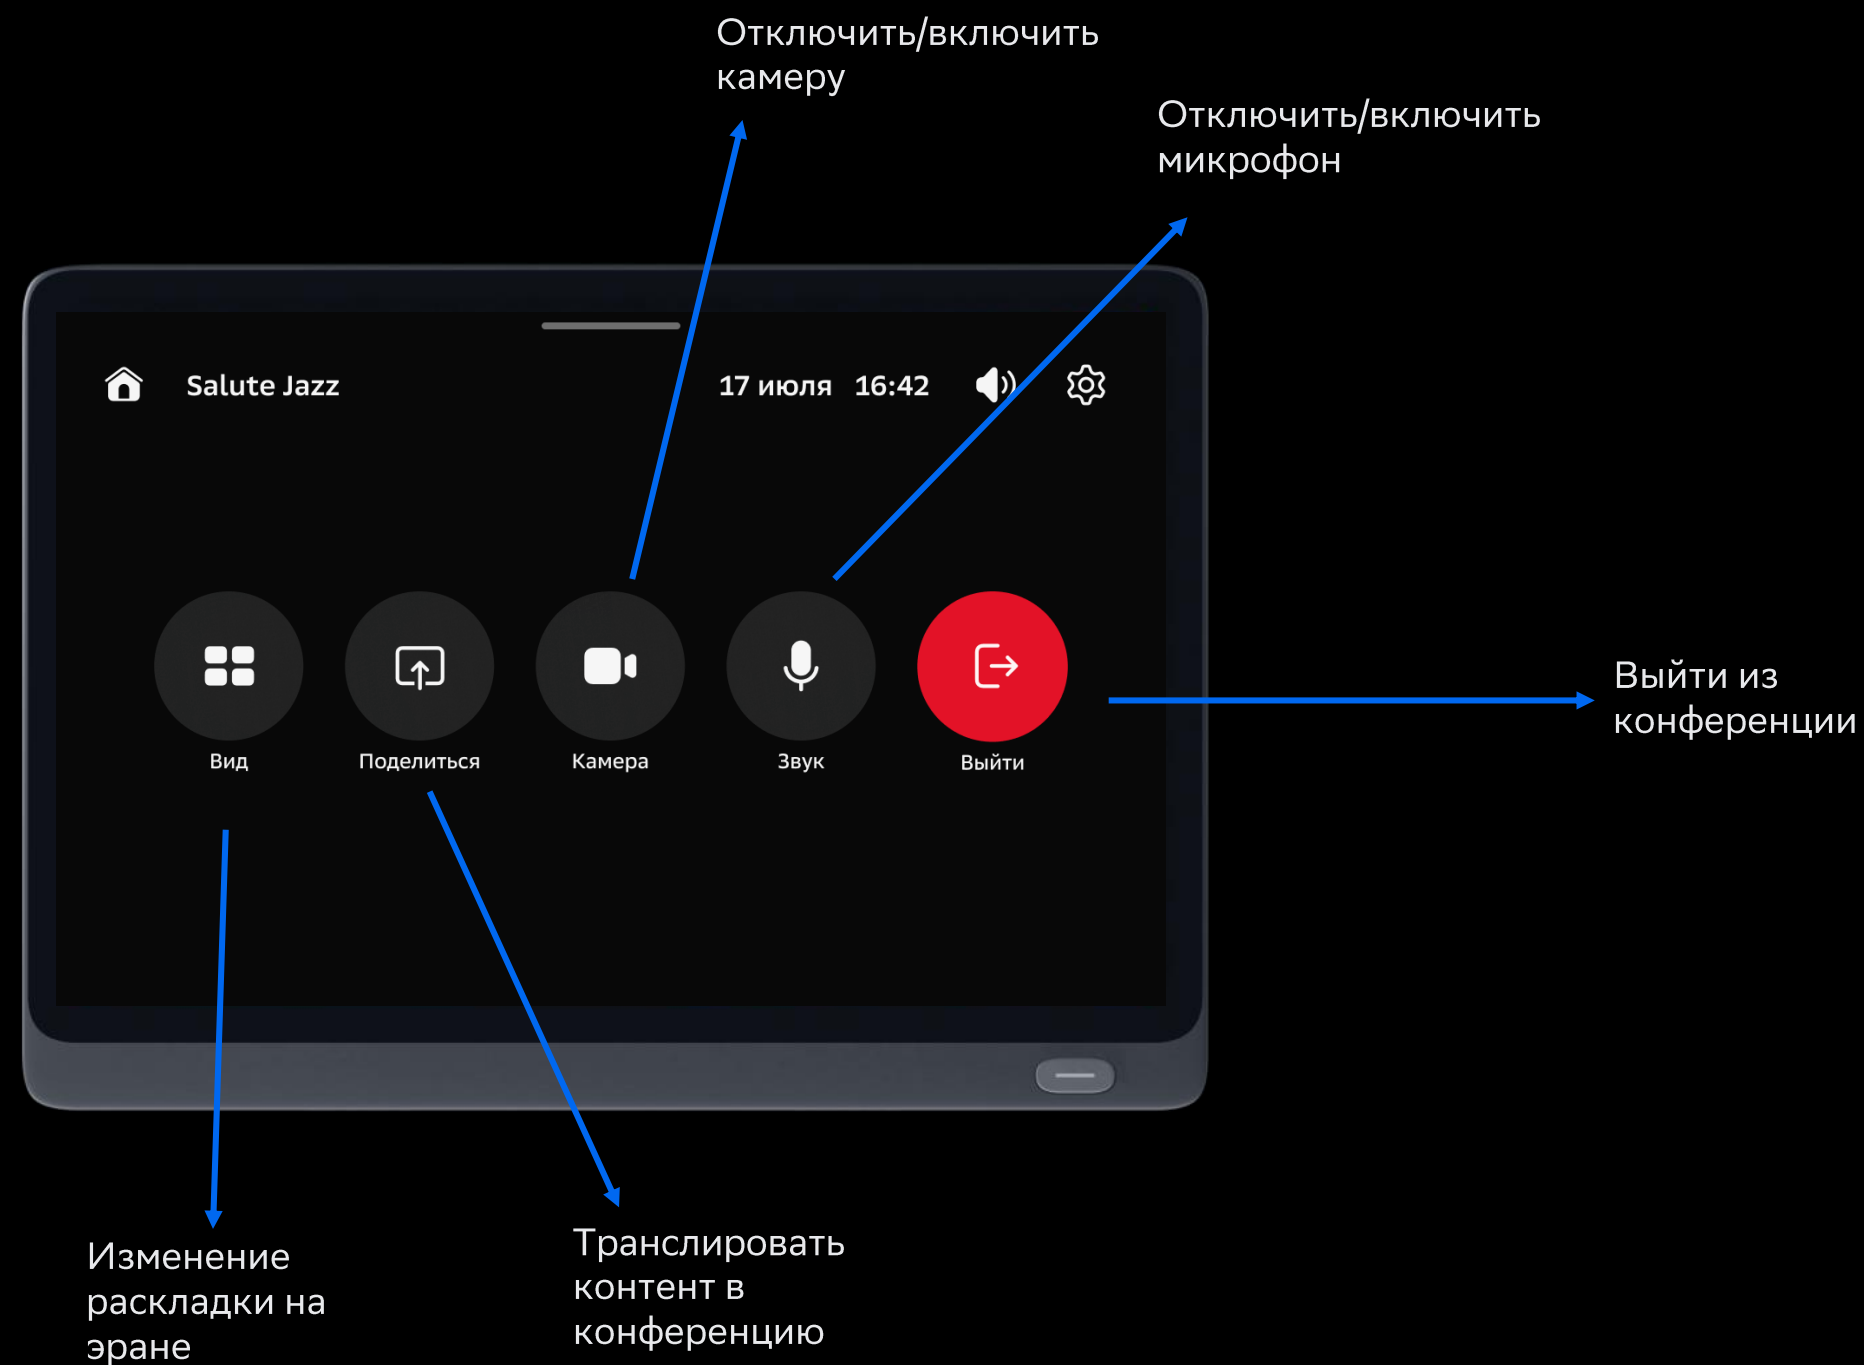 Отключить/включить
камеру
Отключить/включить
микрофон
Salute Jazz
17 июля 16:42
Вид
Поделиться
Камера
Звук
Выйти
Выйти из
конференции
Изменение
раскладки на
эране
Транслировать
контент в
конференцию